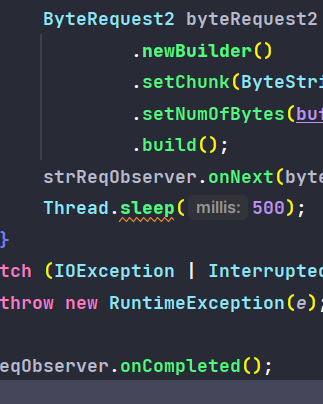 ByteRequest2 byteRequest2
.newBuilder()
.setChunk(ByteStri
.setNumOfBytes(buf
.build();
strReqObserver.onNext(byte
Thread.sleep( millis: 500);
}
tch (IOException | Interrupted
throw new RuntimeException(e);
eqObserver.onCompleted();